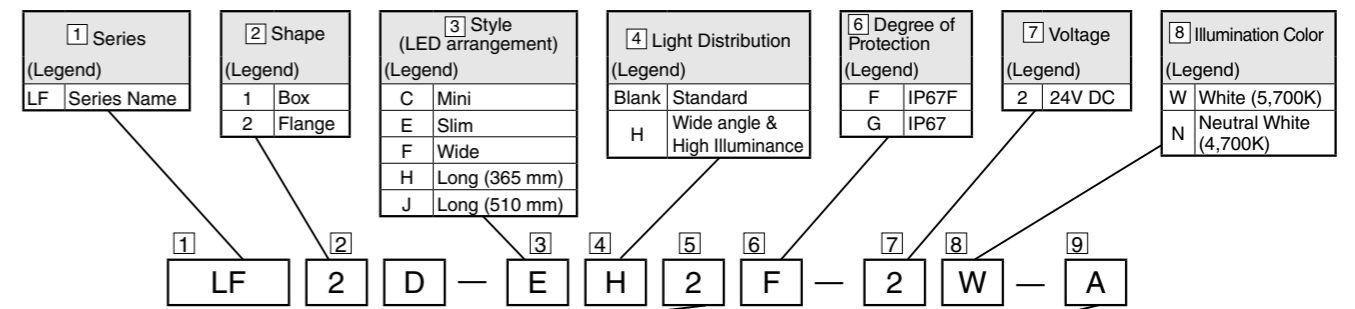 1 Series
(Legend)
LF Series Name
2 Shape
(Legend)
1 Box
2 Flange
3 Style
(LED arrangement)
(Legend)
C Mini
E Slim
F Wide
H Long (365 mm)
J Long (510 mm)
4 Light Distribution
(Legend)
Blank Standard
H Wide angle &
High Illuminance
6 Degree of
Protection
(Legend)
F IP67F
G IP67
7 Voltage
(Legend)
2 24V DC
8 Illumination Color
(Legend)
W White (5,700K)
N Neutral White
(4,700K)
1 2 3 4 5 6 7 8 9
LF 2 D — E H 2 F — 2 W — A